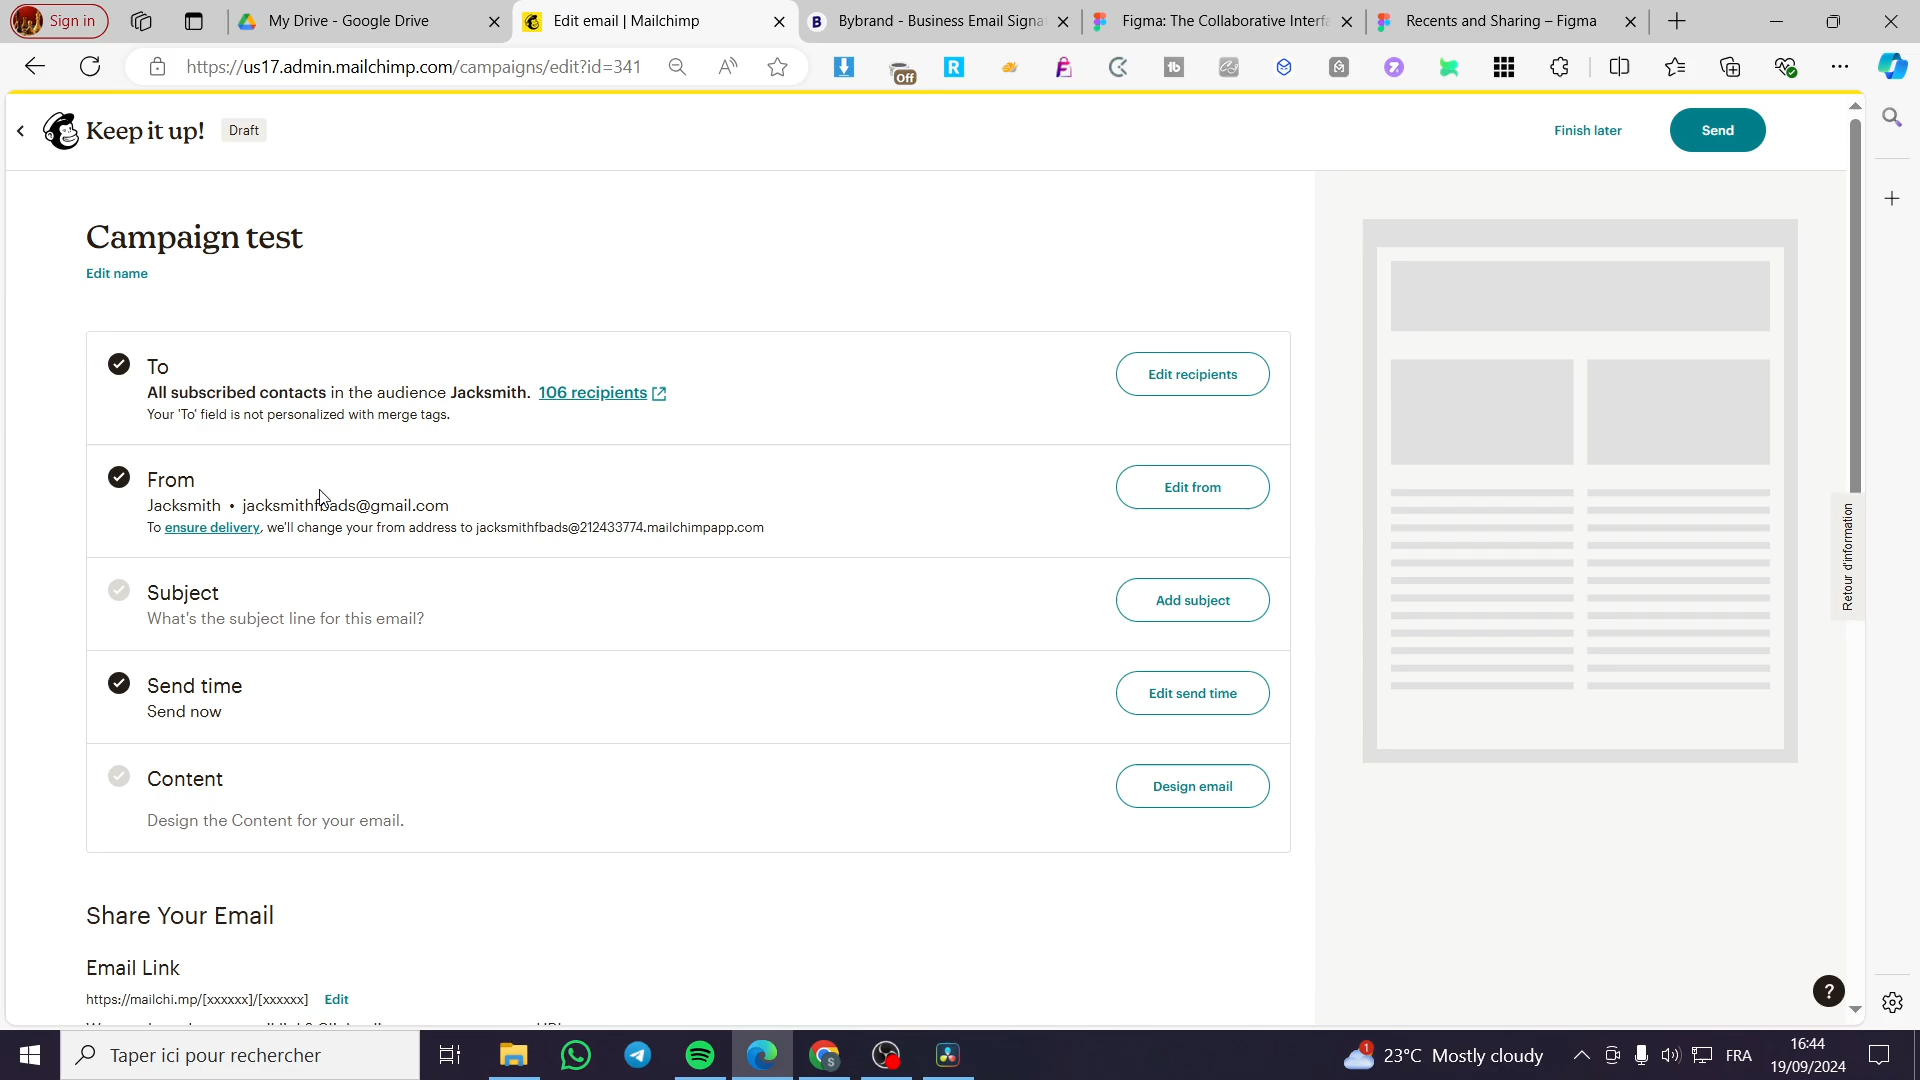 Sign in
My Drive - Google Drive
Edit email | Mailchimp
Bybrand - Business Email Signa
Figma: The Collaborative Interfa
Recents and Sharing – Figma
https://us17.admin.mailchimp.com/campaigns/edit?id=341
Off
Keep it up!
Draft
Finish later
Send
Campaign test
Edit name
To
All subscribed contacts in the audience Jacksmith. 106 recipients
Your 'To' field is not personalized with merge tags.
Edit recipients
From
Jacksmith • jacksmithfbads@gmail.com
To ensure delivery, we'll change your from address to jacksmithfbads@212433774.mailchimpapp.com
Edit from
Subject
What's the subject line for this email?
Add subject
Send time
Send now
Edit send time
Content
Design the Content for your email.
Design email
Retour d'information
Share Your Email
Email Link
https://mailchi.mp/[xxxxxx]/[xxxxxx] Edit
?
Taper ici pour rechercher
1
23°C Mostly cloudy
FRA
16:44
19/09/2024